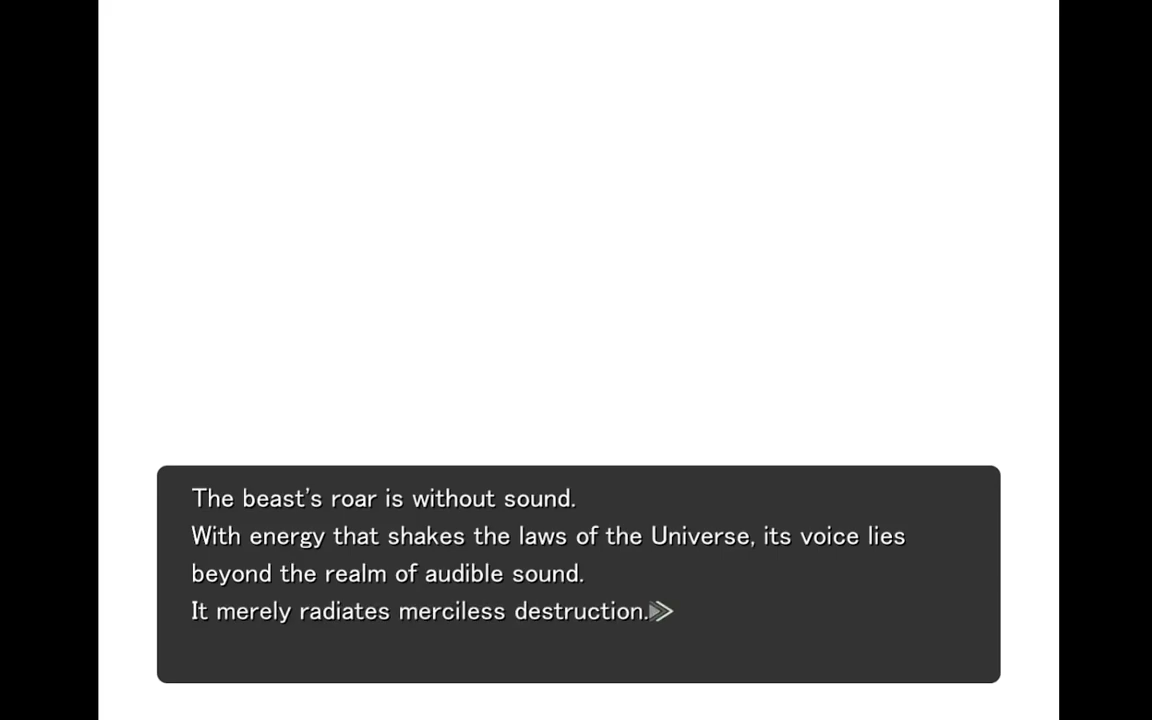 The beast's roar is without sound.
With energy that shakes the laws of the Universe, its voice lies
beyond the realm of audible sound.
It merely radiates merciless destruction.